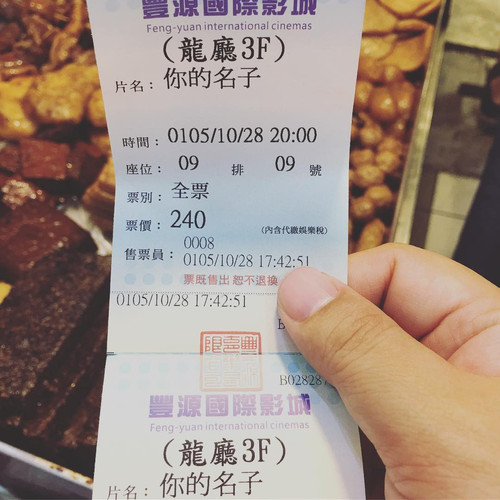 豐源國際影城
Feng-yuan international cinemas
(龍廳3F)
片名：你的名子
時間：0105/10/28 20:00
座位：09 排 09 號
票別：全票
票價：240 (內含代繳娛樂稅)
售票員：0008
0105/10/28 17:42:51
票既售出 恕不退換
0105/10/28 17:42:51
B028287
豐源國際影城
Feng-yuan international cinemas
(龍廳3F)
片名：你的名子